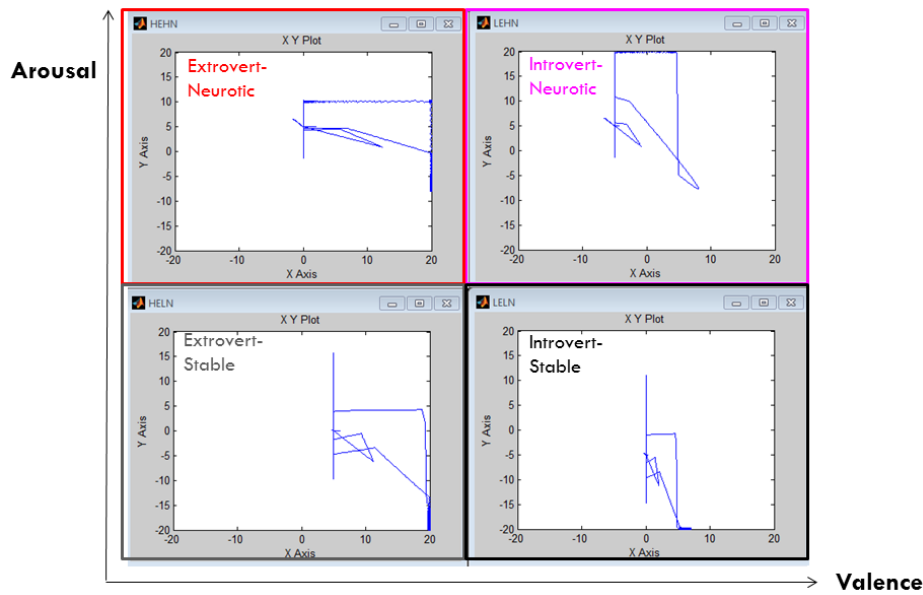 Arousal
HEHN
X Y Plot
Extrovert-
Neurotic
Y Axis
20
15
10
5
0
-5
-10
-15
-20
-20 -10 0 10 20
X Axis
LEHN
X Y Plot
Introvert-
Neurotic
Y Axis
20
15
10
5
0
-5
-10
-15
-20
-20 -10 0 10 20
X Axis
HELN
X Y Plot
Extrovert-
Stable
Y Axis
20
15
10
5
0
-5
-10
-15
-20
-20 -10 0 10 20
X Axis
LELN
X Y Plot
Introvert-
Stable
Y Axis
20
15
10
5
0
-5
-10
-15
-20
-20 -10 0 10 20
X Axis
Valence